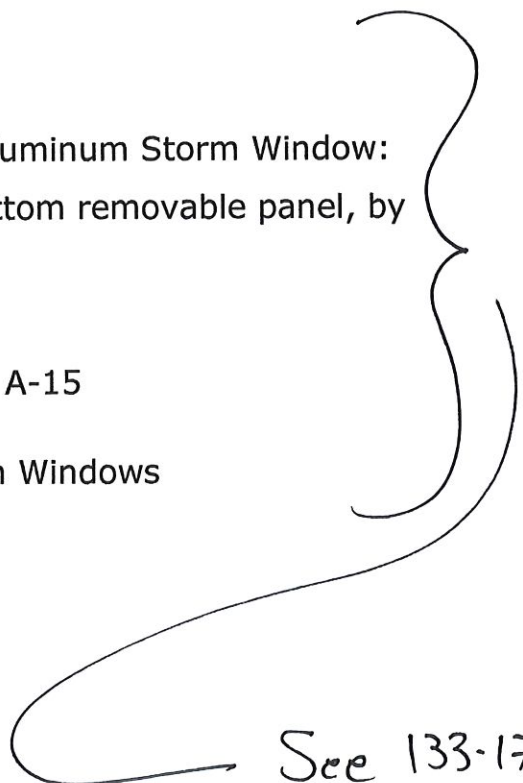 uminum Storm Window:
ttom removable panel, by
A-15
Windows
See 133-17